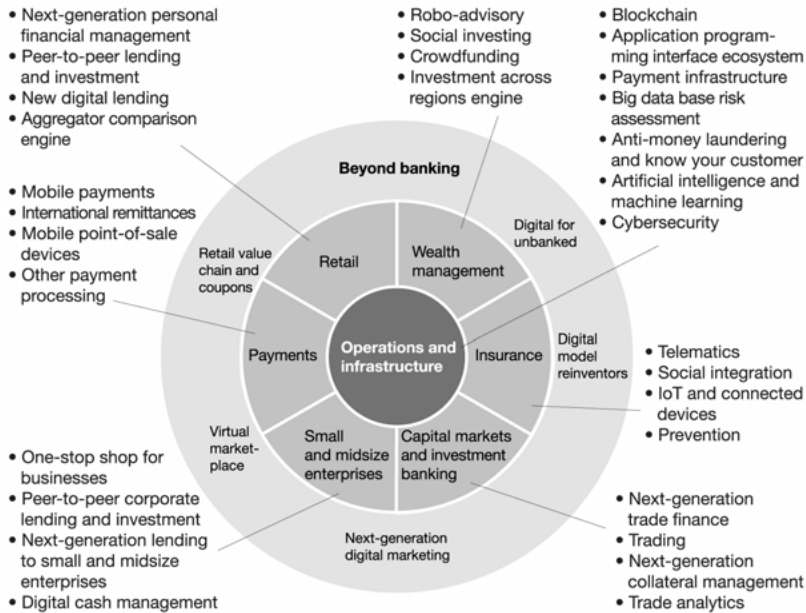 • Next-generation personal
financial management
• Peer-to-peer lending
and investment
• New digital lending
• Aggregator comparison
engine
• Robo-advisory
• Social investing
• Crowdfunding
• Investment across
regions engine
• Blockchain
• Application program-
ming interface ecosystem
• Payment infrastructure
• Big data base risk
assessment
• Anti-money laundering
and know your customer
• Artificial intelligence and
machine learning
• Cybersecurity
• Mobile payments
• International remittances
• Mobile point-of-sale
devices
• Other payment
processing
Beyond banking
Digital for
unbanked
Retail value
chain and
coupons
Retail
Wealth
management
Payments
Operations and
infrastructure
Insurance
Digital
model
reinventors
• Telematics
• Social integration
• IoT and connected
devices
• Prevention
Virtual
market-
place
Small
and midsize
enterprises
Capital markets
and investment
banking
Next-generation
digital marketing
• One-stop shop for
businesses
• Peer-to-peer corporate
lending and investment
• Next-generation lending
to small and midsize
enterprises
• Digital cash management
• Next-generation
trade finance
• Trading
• Next-generation
collateral management
• Trade analytics